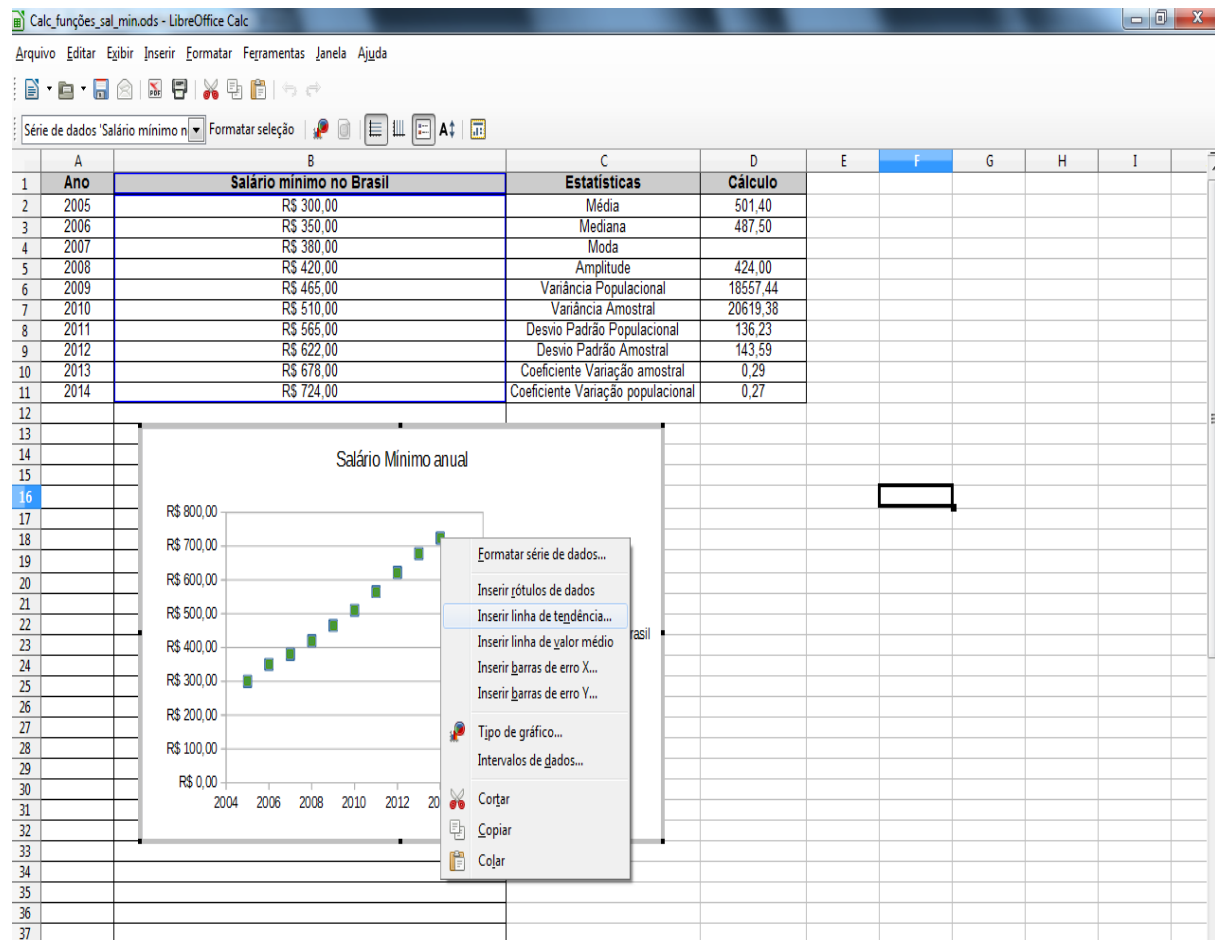 Calc_funções_sal_min.ods - LibreOffice Calc
Arquivo Editar Exibir Inserir Formatar Ferramentas Janela Ajuda
Série de dados 'Salário mínimo n Formatar seleção
A B C D E F G H I
1 Ano Salário mínimo no Brasil Estatísticas Cálculo
2 2005 R$ 300,00 Média 501,40
3 2006 R$ 350,00 Mediana 487,50
4 2007 R$ 380,00 Moda
5 2008 R$ 420,00 Amplitude 424,00
6 2009 R$ 465,00 Variância Populacional 18557,44
7 2010 R$ 510,00 Variância Amostral 20619,38
8 2011 R$ 565,00 Desvio Padrão Populacional 136,23
9 2012 R$ 622,00 Desvio Padrão Amostral 143,59
10 2013 R$ 678,00 Coeficiente Variação amostral 0,29
11 2014 R$ 724,00 Coeficiente Variação populacional 0,27
12
13
14
15
16
17
18
19
20
21
22
23
24
25
26
27
28
29
30
31
32
33
34
35
36
37
Salário Mínimo anual
R$ 800,00
R$ 700,00
R$ 600,00
R$ 500,00
R$ 400,00
R$ 300,00
R$ 200,00
R$ 100,00
R$ 0,00
2004 2006 2008 2010 2012 20
rasil
Formatar série de dados...
Inserir rótulos de dados
Inserir linha de tendência...
Inserir linha de valor médio
Inserir barras de erro X...
Inserir barras de erro Y...
Tipo de gráfico...
Intervalos de dados...
Cortar
Copiar
Colar